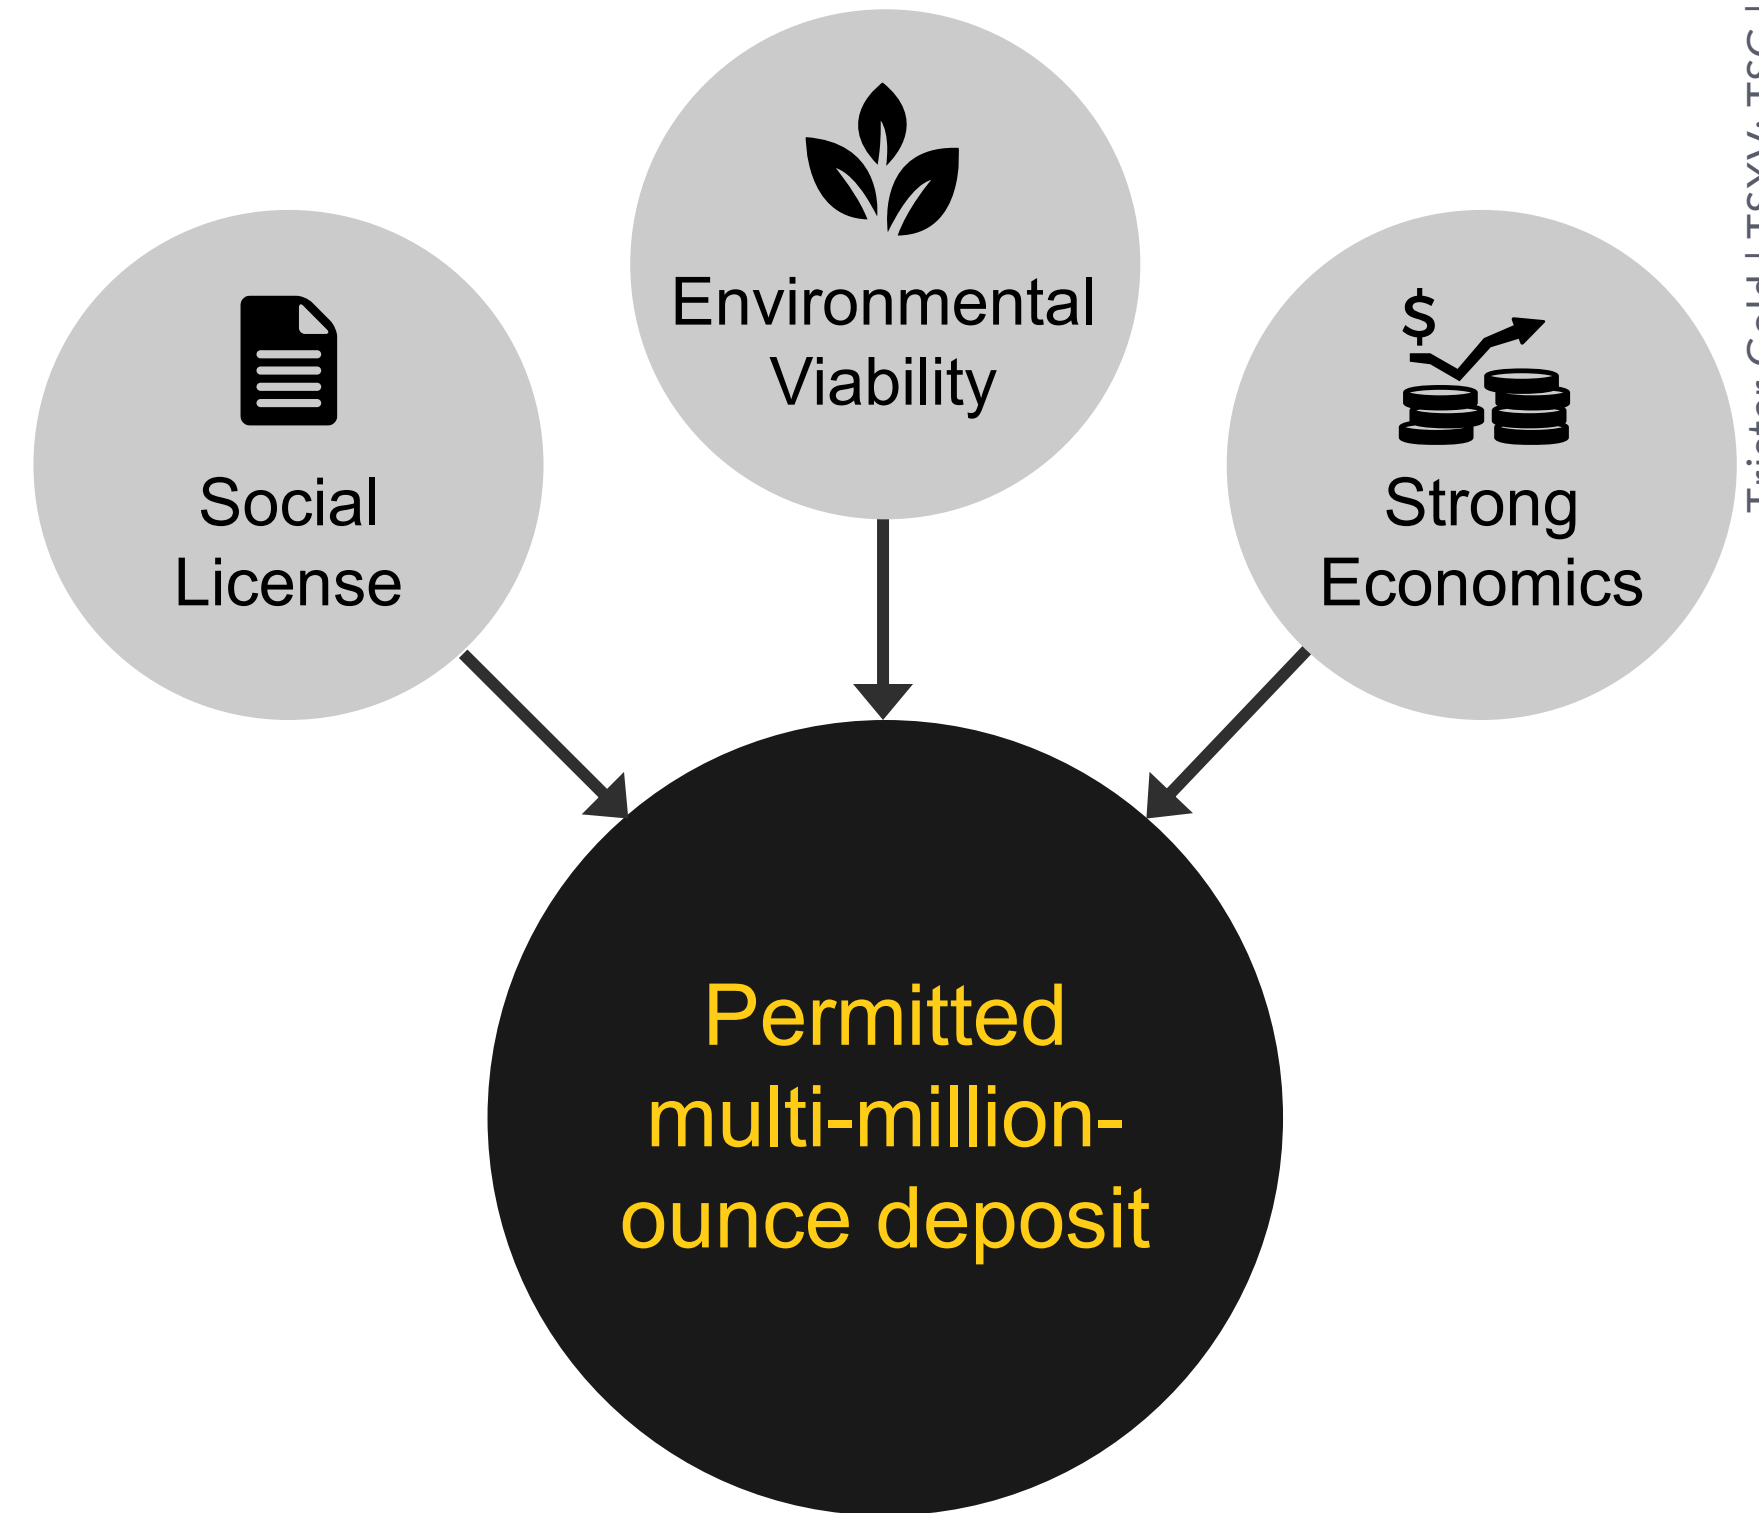 Environmental
Viability
Social
License
$
Strong
Economics
Permitted
multi-million-
ounce deposit